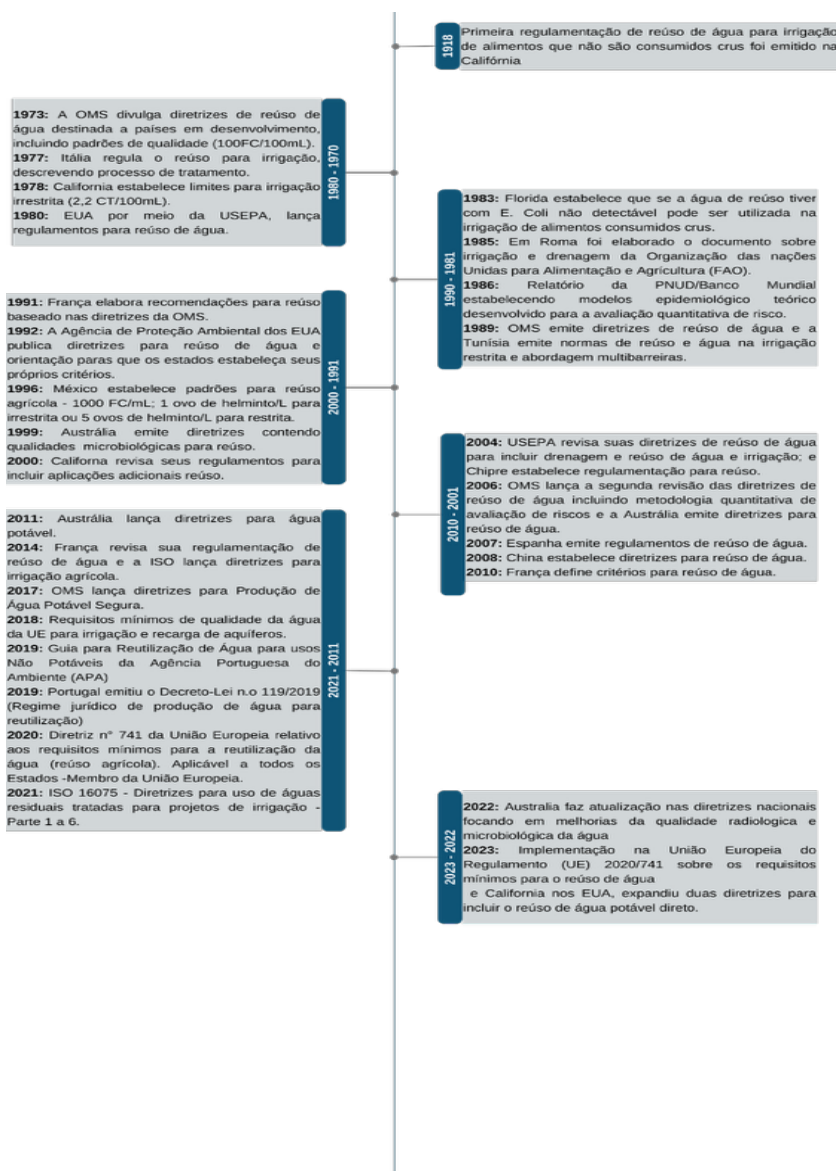 1918
Primeira regulamentação de reúso de água para irrigação
de alimentos que não são consumidos crus foi emitido na
Califórnia
1980 - 1970
1973: A OMS divulga diretrizes de reúso de
água destinada a países em desenvolvimento,
incluindo padrões de qualidade (100FC/100mL).
1977: Itália regula o reúso para irrigação,
descrevendo processo de tratamento.
1978: California estabelece limites para irrigação
irrestrita (2,2 CT/100mL).
1980: EUA por meio da USEPA, lança
regulamentos para reúso de água.
1990 - 1981
1983: Florida estabelece que se a água de reúso tiver
com E. Coli não detectável pode ser utilizada na
irrigação de alimentos consumidos crus.
1985: Em Roma foi elaborado o documento sobre
irrigação e drenagem da Organização das nações
Unidas para Alimentação e Agrícultura (FAO).
1986: Relatório da PNUD/Banco Mundial
estabelecendo modelos epidemiológico teórico
desenvolvido para a avaliação quantitativa de risco.
1989: OMS emite diretrizes de reúso de água e a
Tunísia emite normas de reúso e água na irrigação
restrita e abordagem multibarreiras.
2000 - 1991
1991: França elabora recomendações para reúso
baseado nas diretrizes da OMS.
1992: A Agência de Proteção Ambiental dos EUA
publica diretrizes para reúso de água e
orientação paras que os estados estabeleça seus
próprios critérios.
1996: México estabelece padrões para reúso
agrícola - 1000 FC/mL; 1 ovo de helminto/L para
irrestrita ou 5 ovos de helminto/L para restrita.
1999: Austrália emite diretrizes contendo
qualidades microbiológicas para reúso.
2000: Californa revisa seus regulamentos para
incluir aplicações adicionais reúso.
2010 - 2001
2004: USEPA revisa suas diretrizes de reúso de água
para incluir drenagem e reúso de água e irrigação; e
Chipre estabelece regulamentação para reúso.
2006: OMS lança a segunda revisão das diretrizes de
reúso de água incluindo metodologia quantitativa de
avaliação de riscos e a Austrália emite diretrizes para
reúso de água.
2007: Espanha emite regulamentos de reúso de água.
2008: China estabelece diretrizes para reúso de água.
2010: França define critérios para reúso de água.
2021 - 2011
2011: Austrália lança diretrizes para água
potável.
2014: França revisa sua regulamentação de
reúso de água e a ISO lança diretrizes para
irrigação agrícola.
2017: OMS lança diretrizes para Produção de
Água Potável Segura.
2018: Requisitos mínimos de qualidade da água
da UE para irrigação e recarga de aquíferos.
2019: Guia para Reutilização de Água para usos
Não Potáveis da Agência Portuguesa do
Ambiente (APA)
2019: Portugal emitiu o Decreto-Lei n.o 119/2019
(Regime jurídico de produção de água para
reutilização)
2020: Diretriz n° 741 da União Europeia relativo
aos requisitos mínimos para a reutilização da
água (reúso agrícola). Aplicável a todos os
Estados -Membro da União Europeia.
2021: ISO 16075 - Diretrizes para uso de águas
residuais tratadas para projetos de irrigação -
Parte 1 a 6.
2023 - 2022
2022: Australia faz atualização nas diretrizes nacionais
focando em melhorias da qualidade radiologica e
microbiológica da água
2023: Implementação na União Europeia do
Regulamento (UE) 2020/741 sobre os requisitos
mínimos para o reúso de água
e California nos EUA, expandiu duas diretrizes para
incluir o reúso de água potável direto.